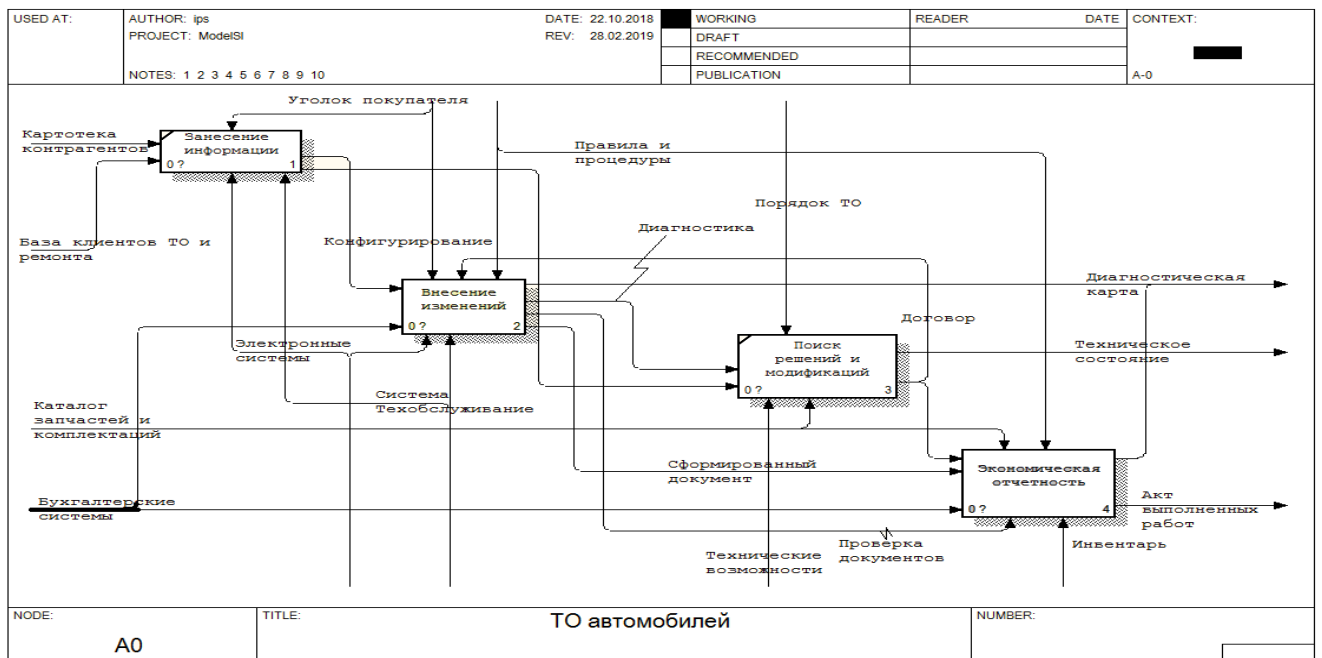 USED AT:
AUTHOR: ips
DATE: 22.10.2018
WORKING
READER
DATE
CONTEXT:
PROJECT: ModelSI
REV: 28.02.2019
DRAFT
RECOMMENDED
NOTES: 1 2 3 4 5 6 7 8 9 10
PUBLICATION
A-0
Уголок покупателя
Картотека
контрагентов
Занесение
информации
0 ?
1
Правила и
процедуры
Порядок ТО
База клиентов ТО и
ремонта
Конфигурирование
Диагностика
Диагностическая
карта
Внесение
изменений
0 ?
2
Договор
Электронные
системы
Поиск
решений и
модификаций
0 ?
3
Техническое
состояние
Система
Техобслуживание
Каталог
запчастей и
комплектаций
Сформированный
документ
Экономическая
отчетность
0 ?
4
Бухгалтерские
системы
Акт
выполненных
работ
Проверка
документов
Инвентарь
Технические
возможности
NODE:
A0
TITLE:
ТО автомобилей
NUMBER: